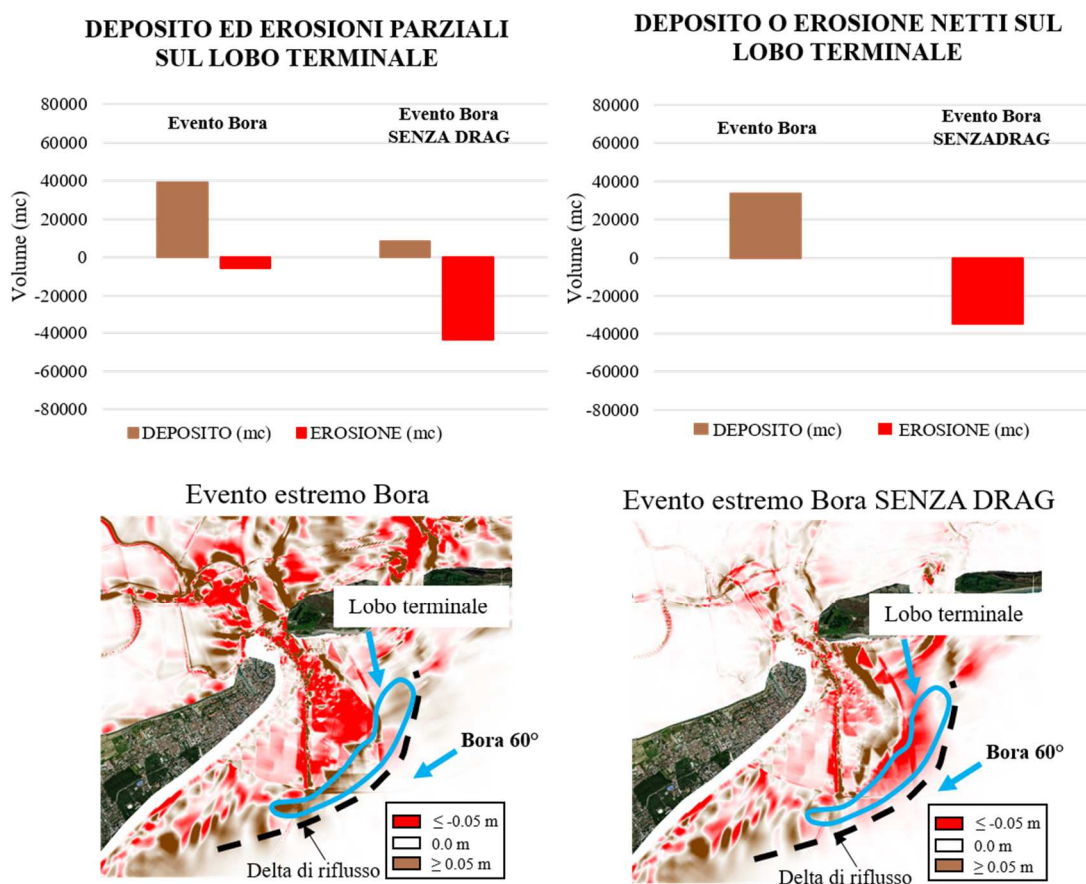 DEPOSITO ED EROSIONI PARZIALI
SUL LOBO TERMINALE
80000
60000
40000
20000
0
-20000
-40000
-60000
-80000
Volume (mc)
Evento Bora
Evento Bora
SENZA DRAG
DEPOSITO (mc)
EROSIONE (mc)
DEPOSITO O EROSIONE NETTI SUL
LOBO TERMINALE
80000
60000
40000
20000
0
-20000
-40000
-60000
-80000
Volume (mc)
Evento Bora
Evento Bora
SENZADRAG
DEPOSITO (mc)
EROSIONE (mc)
Evento estremo Bora
Lobo terminale
Bora 60°
≤ -0.05 m
0.0 m
≥ 0.05 m
Delta di riflusso
Evento estremo Bora SENZA DRAG
Lobo terminale
Bora 60°
≤ -0.05 m
0.0 m
≥ 0.05 m
Delta di riflusso